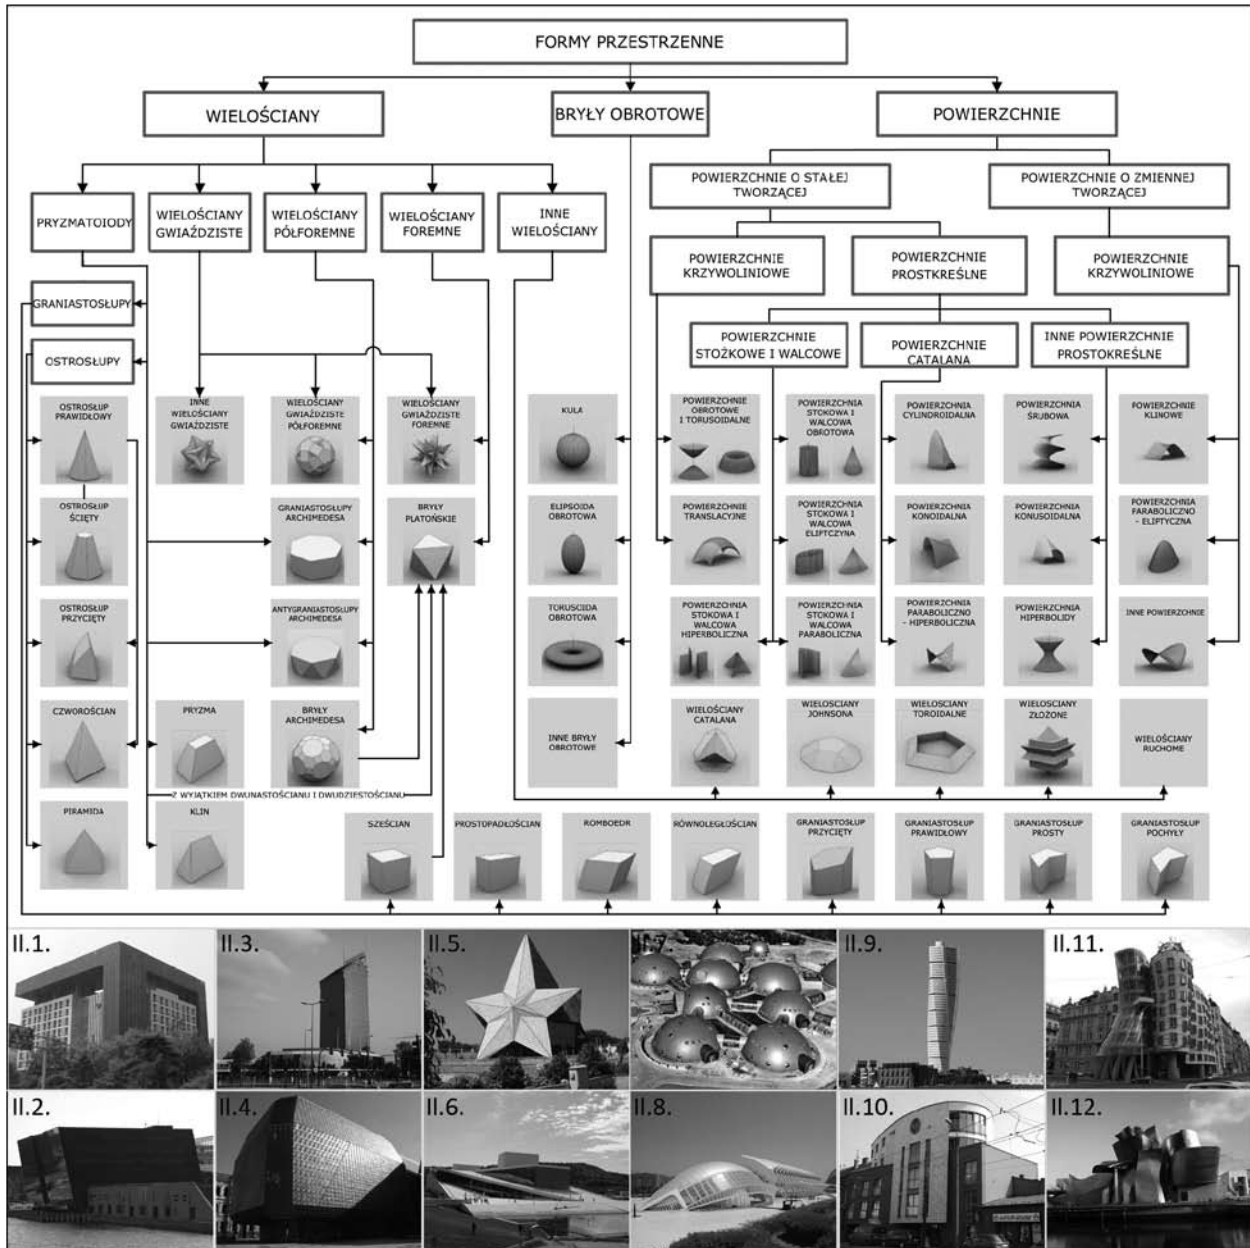 FORMY PRZESTRZENNE
WIELOŚCIANY
BRYŁY OBROTOWE
POWIERZCHNIE
POWIERZCHNIE O STAŁEJ
TWORZĄCEJ
POWIERZCHNIE O ZMIENNEJ
TWORZĄCEJ
PRYZMATOIODY
WIELOŚCIANY
GWIAŹDZISTE
WIELOŚCIANY
PÓŁFOREMNE
WIELOŚCIANY
FOREMNE
INNE
WIELOŚCIANY
POWIERZCHNIE
KRZYWOLINIOWE
POWIERZCHNIE
PROSTKREŚLNE
POWIERZCHNIE
KRZYWOLINIOWE
GRANIASTOSŁUPY
OSTROSŁUPY
POWIERZCHNIE
STOŻKOWE I WALCOWE
POWIERZCHNIE
CATALANA
INNE POWIERZCHNIE
PROSTOKREŚLNE
OSTROSŁUP
PRAWIDŁOWY
INNE
WIELOŚCIANY
GWIAŹDZISTE
WIELOŚCIANY
GWIAŹDZISTE
PÓŁFOREMNE
WIELOŚCIANY
GWIAŹDZISTE
FOREMNE
KULA
POWIERZCHNIE
OBROTOWE
I TORUSOIDALNE
POWIERZCHNIA
STOKOWA I
WALCOWA
OBROTOWA
POWIERZCHNIA
CYLINDROIDALNA
POWIERZCHNIA
ŚRUBOWA
POWIERZCHNIE
KLINOWE
OSTROSŁUP
ŚCIĘTY
GRANIASTOSŁUPY
ARCHIMEDESA
BRYŁY
PLATOŃSKIE
ELIPSOIDA
OBROTOWA
POWIERZCHNIE
TRANSLACYJNE
POWIERZCHNIA
STOKOWA I
WALCOWA
ELIPTCZYNA
POWIERZCHNIA
KONOIDALNA
POWIERZCHNIA
KONUSOIDALNA
POWIERZCHNIA
PARABOLICZNO
- ELIPTYCZNA
OSTROSŁUP
PRZYCIĘTY
ANTYGRANIASTOSŁUPY
ARCHIMEDESA
TORUSCIDA
OBROTOWA
POWIERZCHNIA
STOKOWA I
WALCOWA
HIPERBOLICZNA
POWIERZCHNIA
STOKOWA I
WALCOWA
PARABOLICZNA
POWIERZCHNIA
PARABOLICZNO
- HIPERBOLICZNA
POWIERZCHNIA
HIPERBOLIDY
INNE POWIERZCHNIE
CZWOROŚCIAN
PRYZMA
BRYŁY
ARCHIMEDESA
INNE BRYŁY
OBROTOWE
WIELOŚCIANY
CATALANA
WIELOSCIANY
JOHNSONA
WIELOSCIANY
TOROIDALNE
WIELOSCIANY
ZŁOŻONE
WIELOŚCIANY
RUCHOME
Z WYJĄTKIEM DWUNASTOŚCIANU I DWUDZIESTOŚCIANU
PIRAMIDA
KLIN
SZEŚCIAN
PROSTOPADŁOŚCIAN
ROMBOEDR
RÓWNOLEGŁOŚCIAN
GRANIASTOSŁUP
PRZYCIĘTY
GRANIASTOSŁUP
PRAWIDŁOWY
GRANIASTOSŁUP
PROSTY
GRANIASTOSŁUP
POCHYŁY
II.1.
II.3.
II.5.
II.7.
II.9.
II.11.
II.2.
II.4.
II.6.
II.8.
II.10.
II.12.